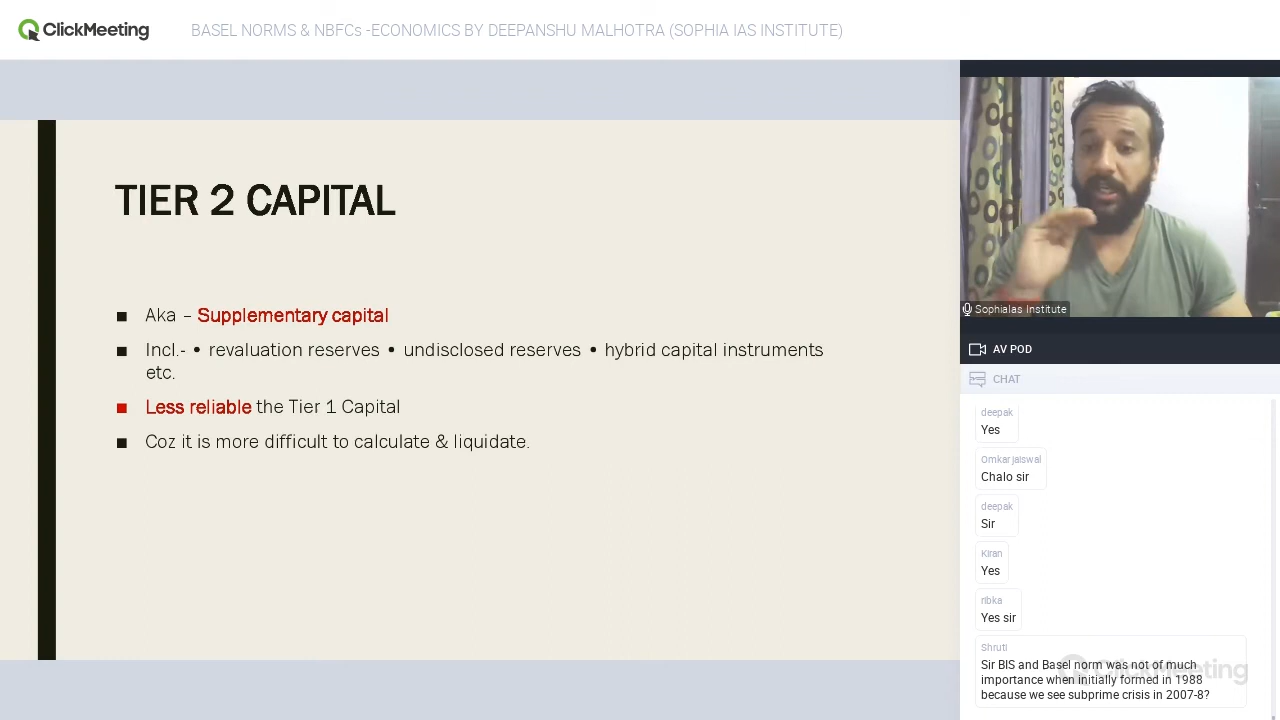 ClickMeeting
BASEL NORMS & NBFCs -ECONOMICS BY DEEPANSHU MALHOTRA (SOPHIA IAS INSTITUTE)
TIER 2 CAPITAL
■ Aka – Supplementary capital
■ Incl.- • revaluation reserves • undisclosed reserves • hybrid capital instruments
etc.
■ Less reliable the Tier 1 Capital
■ Coz it is more difficult to calculate & liquidate.
SophiaIas Institute
AV POD
CHAT
deepak
Yes
Omkar jaiswal
Chalo sir
deepak
Sir
Kiran
Yes
ribka
Yes sir
Shruti
Sir BIS and Basel norm was not of much
importance when initially formed in 1988
because we see subprime crisis in 2007-8?
ClickMeeting